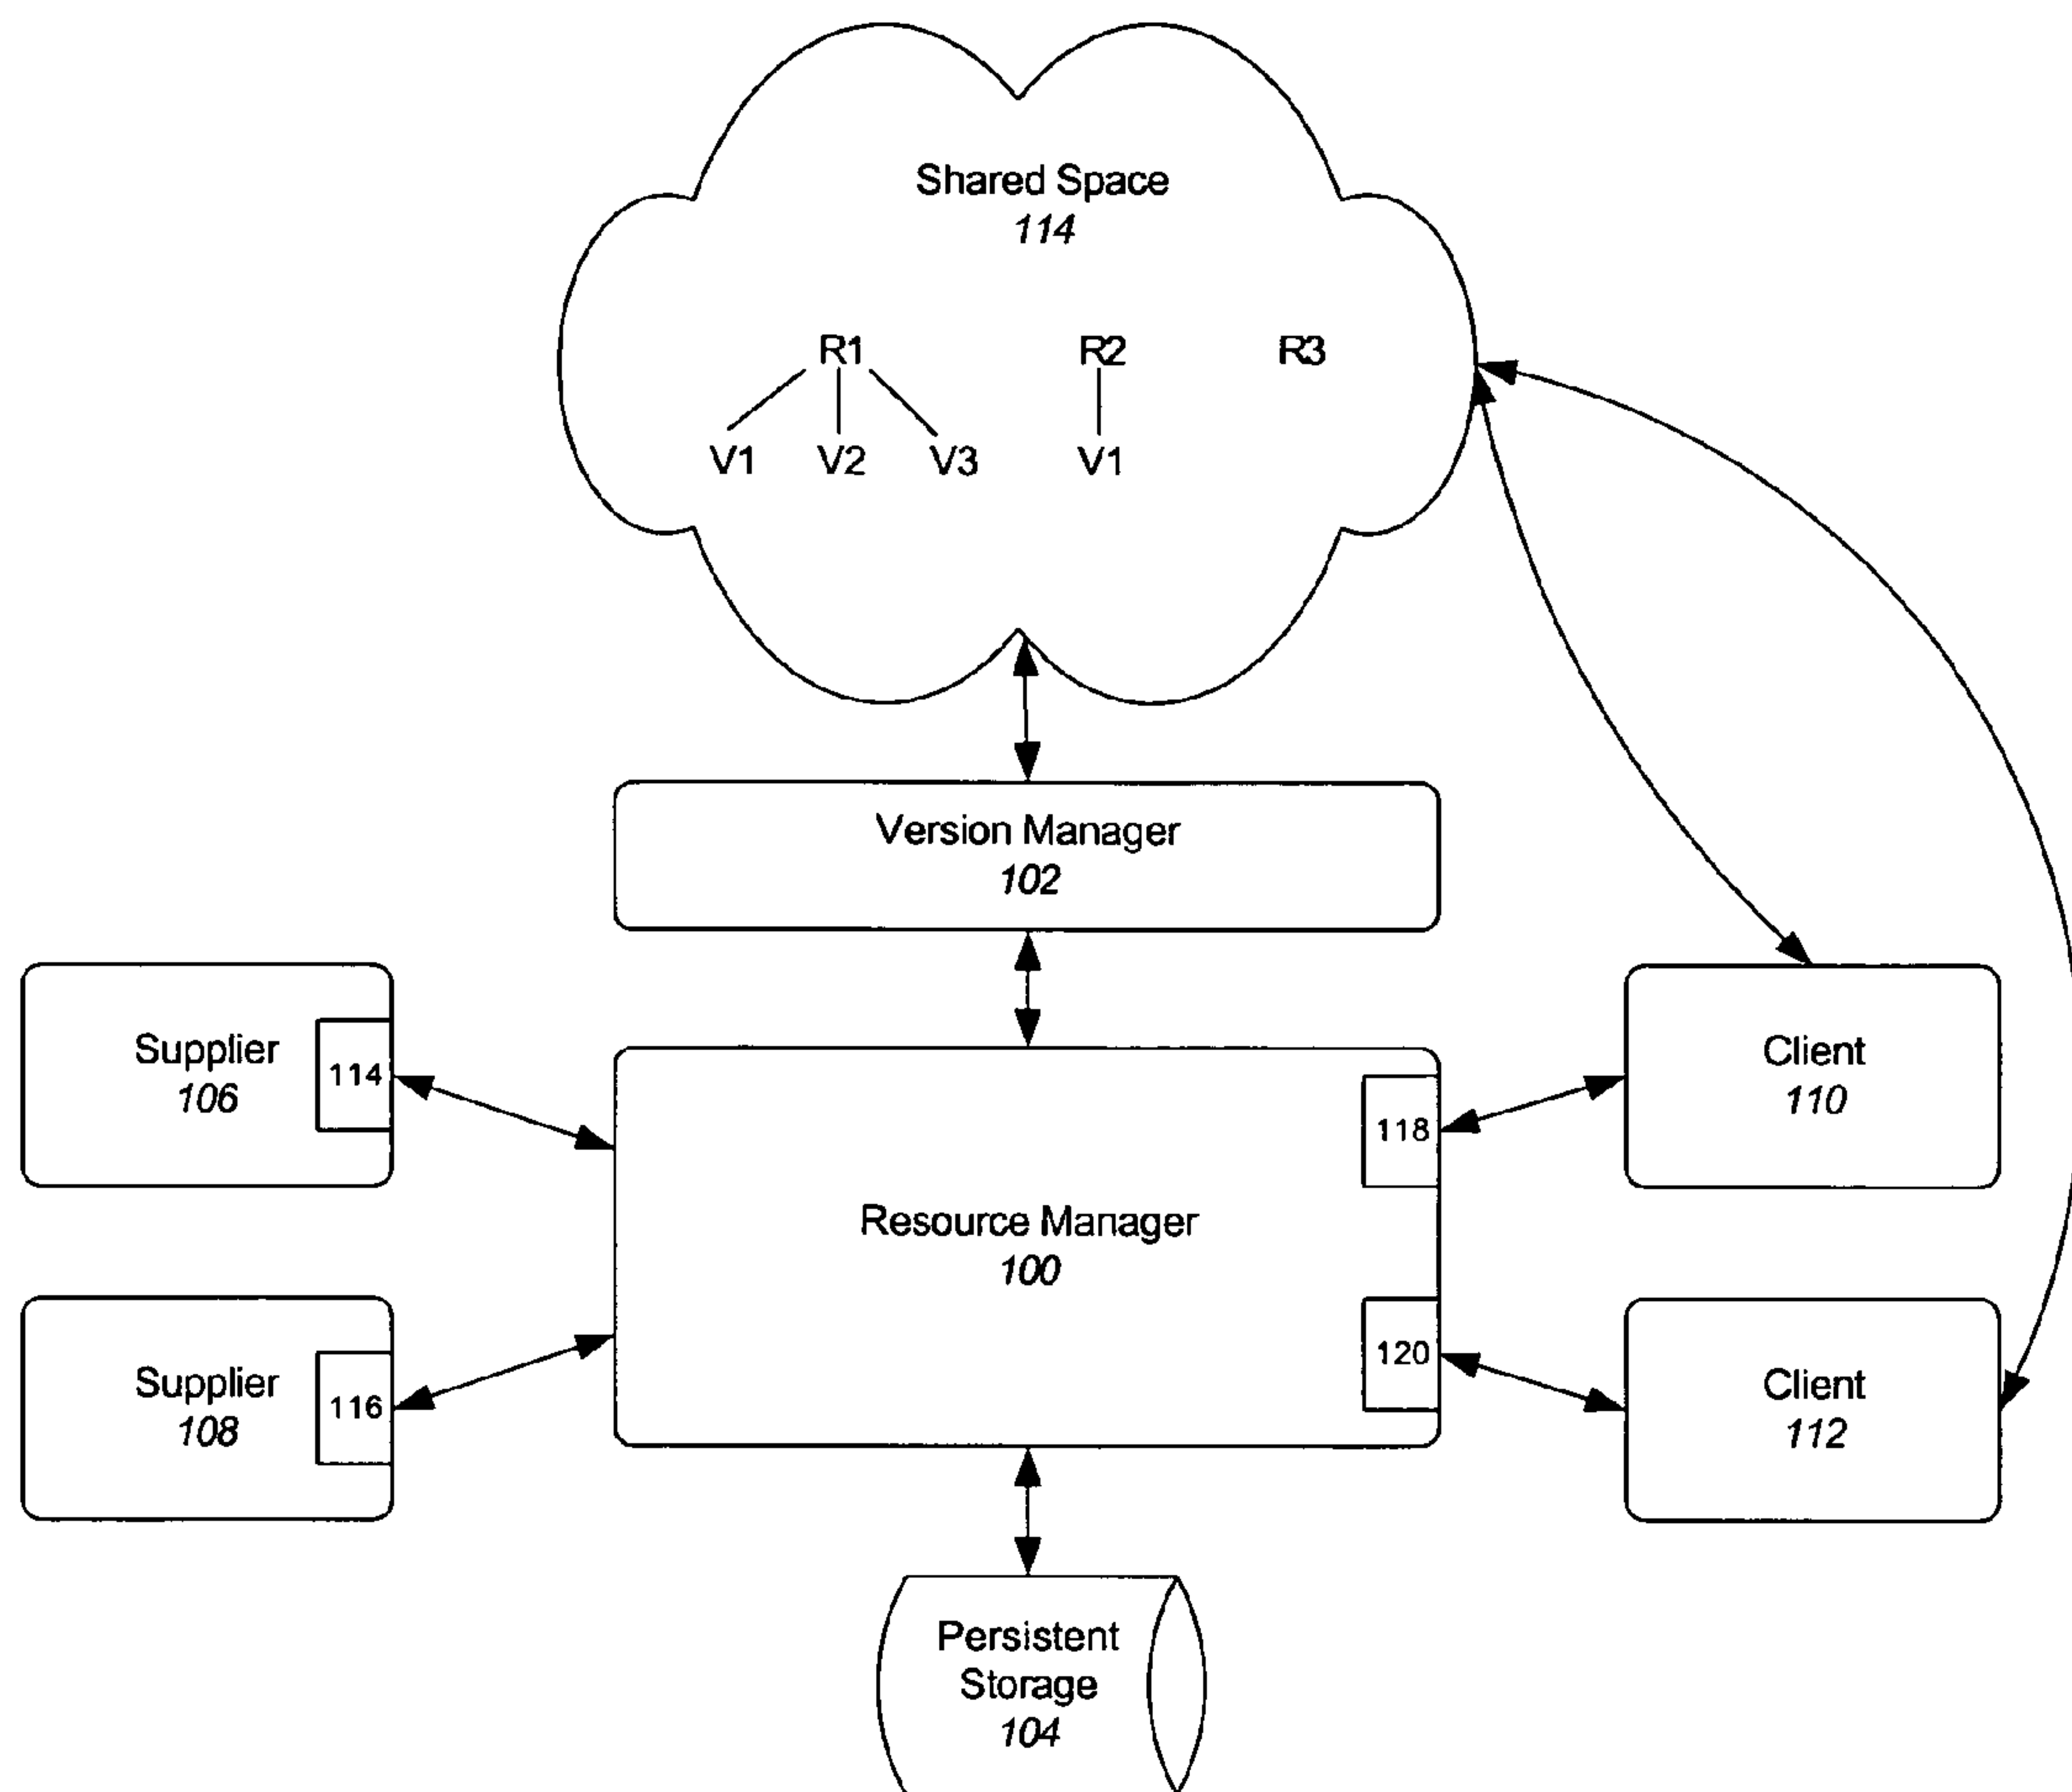 Shared Space
114
R1 R2 R3
V1 V2 V3 V1
Version Manager
102
Supplier
106
114
Resource Manager
100
118
120
Client
110
Supplier
108
116
Client
112
Persistent
Storage
104